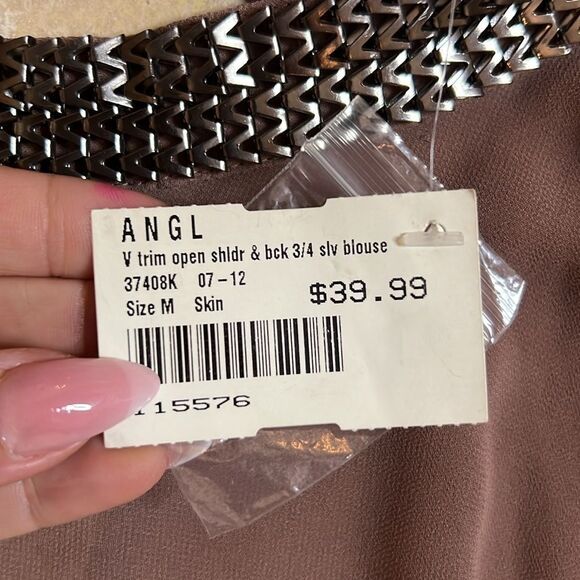 ANGL
V trim open shldr & bck 3/4 slv blouse
37408K 07-12
Size M Skin $39.99
115576